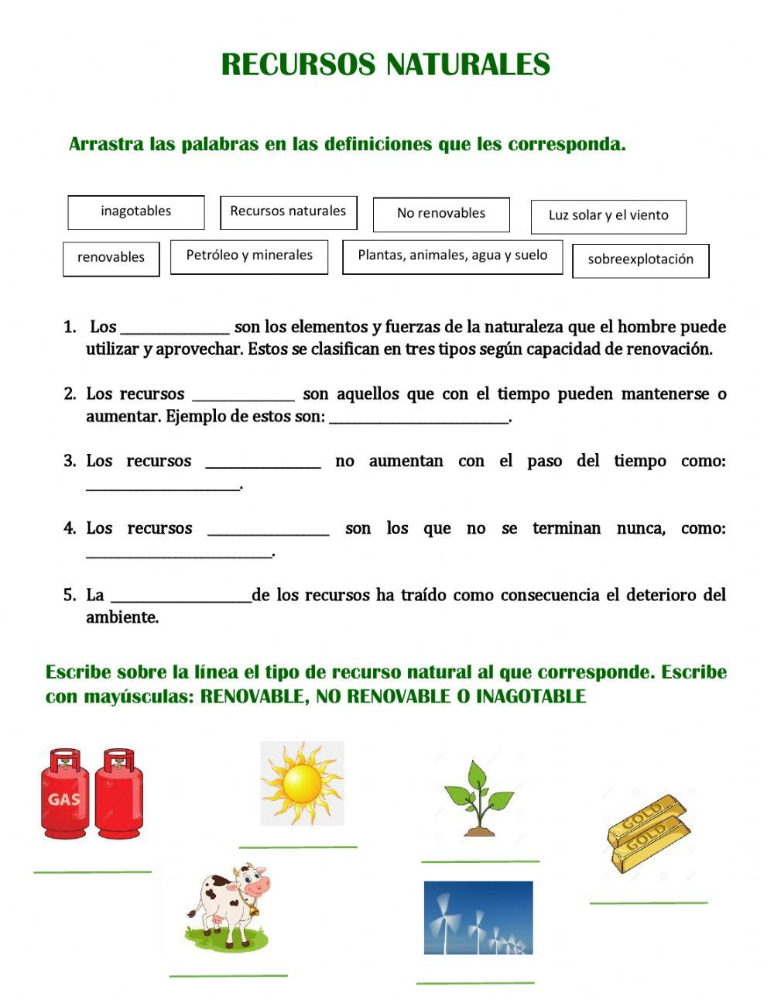 RECURSOS NATURALES
Arrastra las palabras en las definiciones que les corresponda.
inagotables
Recursos naturales
No renovables
Luz solar y el viento
renovables
Petróleo y minerales
Plantas, animales, agua y suelo
sobreexplotación
1. Los ______________ son los elementos y fuerzas de la naturaleza que el hombre puede
utilizar y aprovechar. Estos se clasifican en tres tipos según capacidad de renovación.
2. Los recursos ______________ son aquellos que con el tiempo pueden mantenerse o
aumentar. Ejemplo de estos son: ______________________.
3. Los recursos ______________ no aumentan con el paso del tiempo como:
____________________.
4. Los recursos ______________ son los que no se terminan nunca, como:
________________________.
5. La __________________de los recursos ha traído como consecuencia el deterioro del
ambiente.
Escribe sobre la línea el tipo de recurso natural al que corresponde. Escribe
con mayúsculas: RENOVABLE, NO RENOVABLE O INAGOTABLE
GAS
GOLD
GOLD